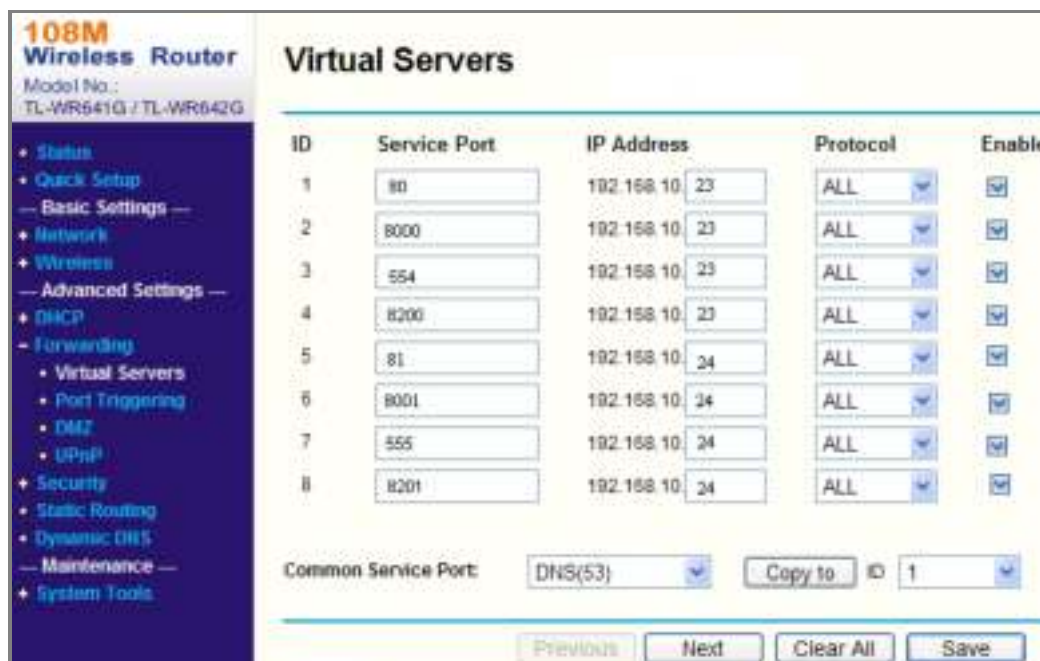 108M
Wireless Router
Model No.:
TL-WR641G / TL-WR642G
Status
Quick Setup
— Basic Settings —
Network
Wireless
— Advanced Settings —
DHCP
Forwarding
Virtual Servers
Port Triggering
DMZ
UPnP
Security
Static Routing
Dynamic DNS
— Maintenance —
System Tools
Virtual Servers
ID Service Port IP Address Protocol Enable
1 80 192.168.10. 23 ALL
2 8000 192.168.10. 23 ALL
3 554 192.168.10. 23 ALL
4 8200 192.168.10. 23 ALL
5 81 192.168.10. 24 ALL
6 8001 192.168.10. 24 ALL
7 555 192.168.10. 24 ALL
8 8201 192.168.10. 24 ALL
Common Service Port: DNS(53) Copy to ID 1
Previous Next Clear All Save